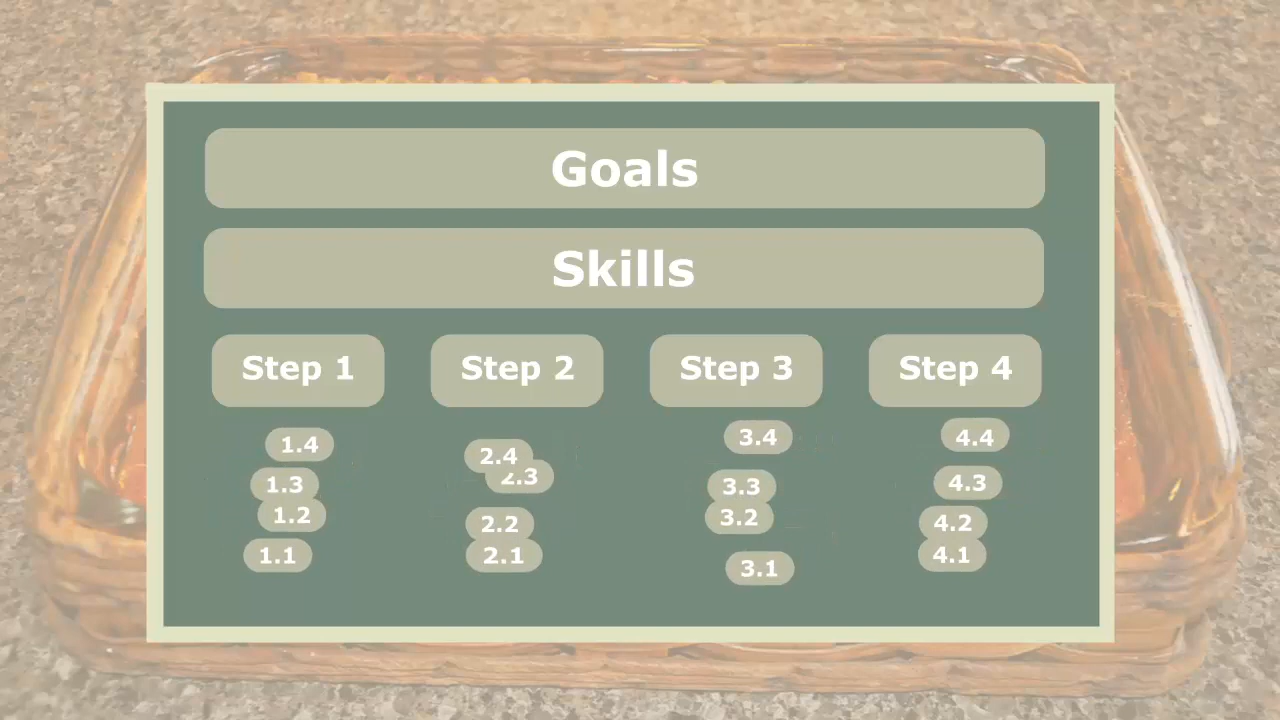 Goals
Skills
Step 1 Step 2 Step 3 Step 4
1.4 2.4 3.4 4.4
1.3 2.3 3.3 4.3
1.2 2.2 3.2 4.2
1.1 2.1 3.1 4.1